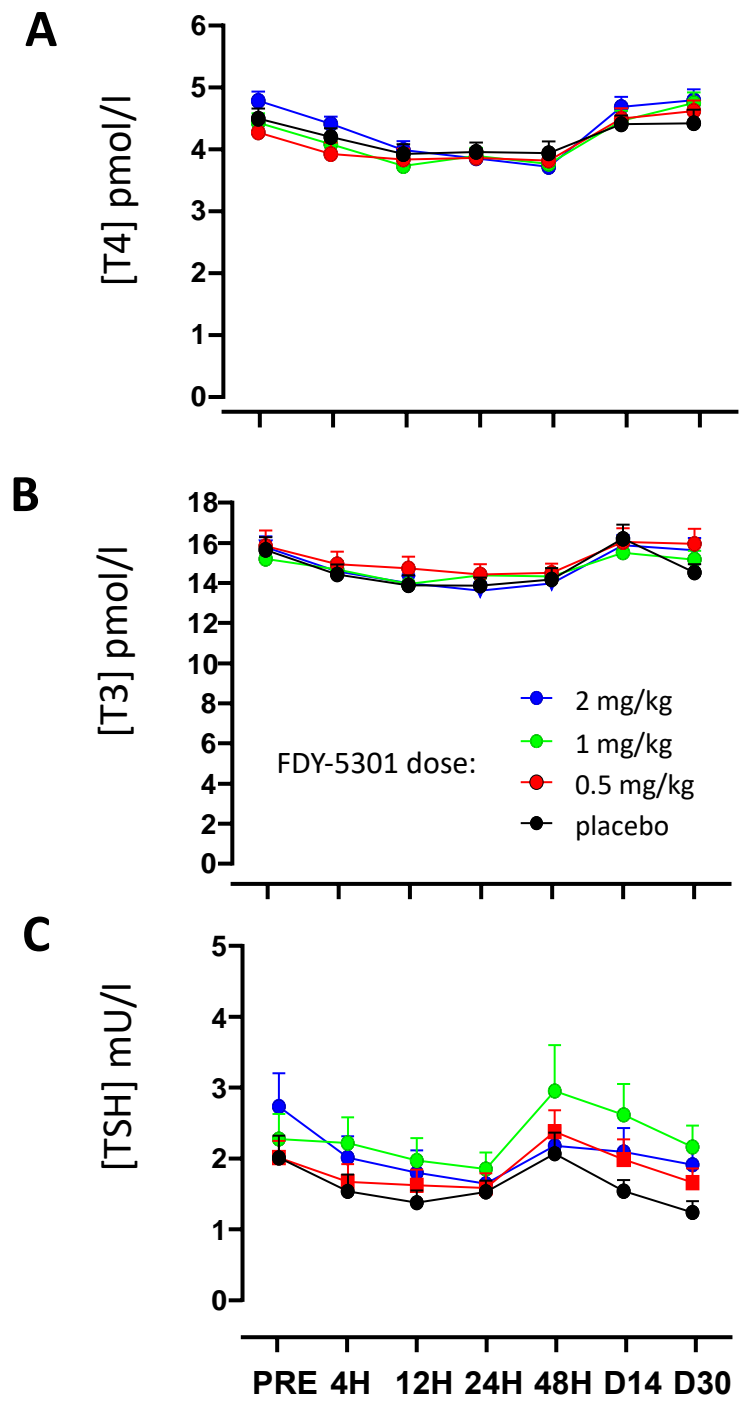 A
[T4] pmol/l
6
5
4
3
2
1
0
B
[T3] pmol/l
18
16
14
12
10
8
6
4
2
0
FDY-5301 dose:
2 mg/kg
1 mg/kg
0.5 mg/kg
placebo
C
[TSH] mU/l
5
4
3
2
1
0
PRE 4H 12H 24H 48H D14 D30